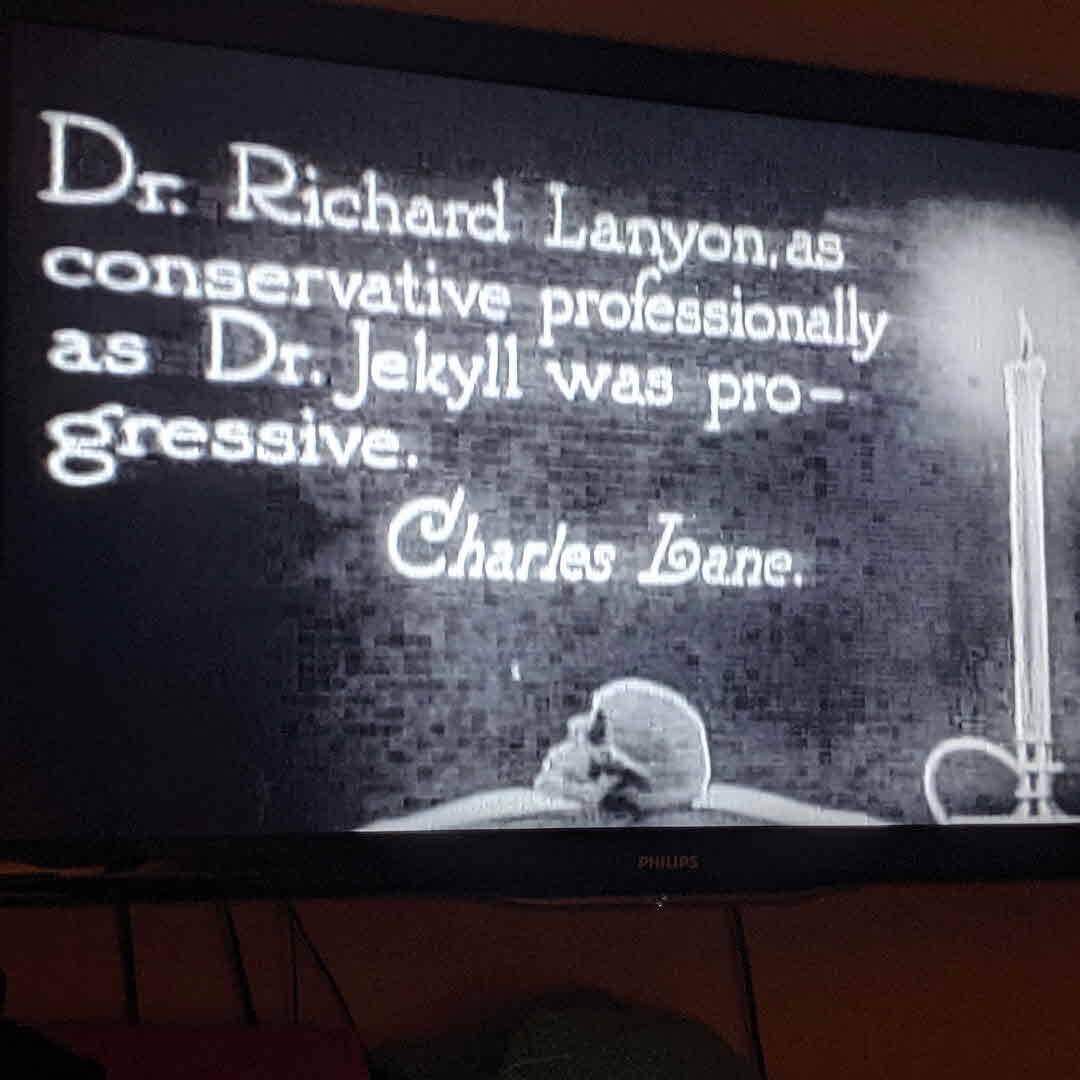 Dr. Richard Lanyon, as
conservative professionally
as Dr. Jekyll was pro-
gressive.
Charles Lane.
PHILIPS